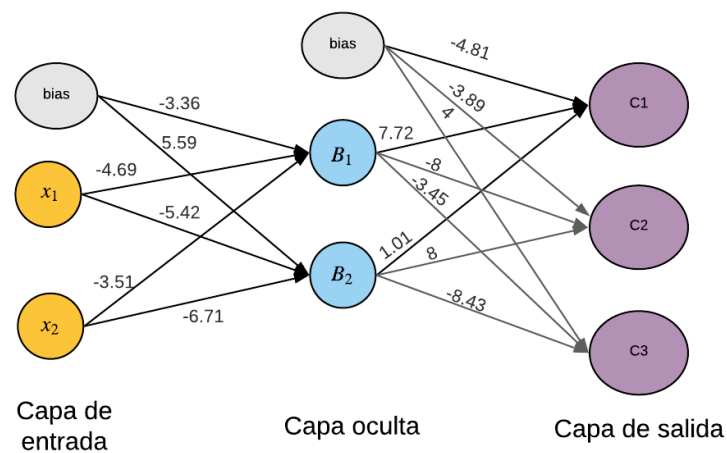 bias
bias
-4.81
C1
-3.36
-3.89
4
5.59
7.72
B1
-4.69
x1
-8
-3.45
-5.42
C2
1.01
8
B2
-3.51
-8.43
x2
-6.71
C3
Capa de
entrada
Capa oculta
Capa de salida